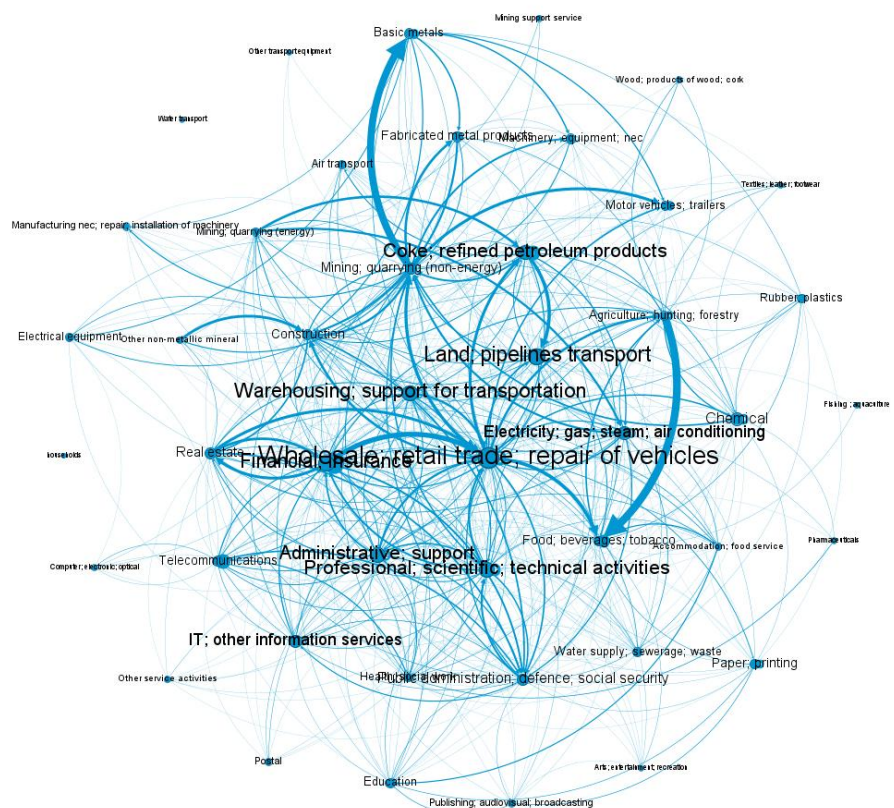 Mining support service
Basic metals
Other transport equipment
Wood; products of wood; cork
Water transport
Fabricated metal products
Machinery; equipment; nec
Air transport
Textiles; leather; footwear
Motor vehicles; trailers
Manufacturing nec; repair, installation of machinery
Mining; quarrying (energy)
Coke; refined petroleum products
Mining; quarrying (non-energy)
Rubber; plastics
Agriculture; hunting; forestry
Electrical equipment
Other non-metallic mineral
Construction
Land; pipelines transport
Warehousing; support for transportation
Fishing; aquaculture
Chemical
Electricity; gas; steam; air conditioning
Real estate
Households
Financial; insurance
Wholesale; retail trade; repair of vehicles
Food; beverages; tobacco
Pharmaceuticals
Accommodation; food service
Administrative; support
Telecommunications
Computer; electronic; optical
Professional; scientific; technical activities
IT; other information services
Water supply; sewerage; waste
Paper; printing
Other service activities
Health; social work
Public administration; defence; social security
Postal
Arts; entertainment; recreation
Education
Publishing; audiovisual; broadcasting